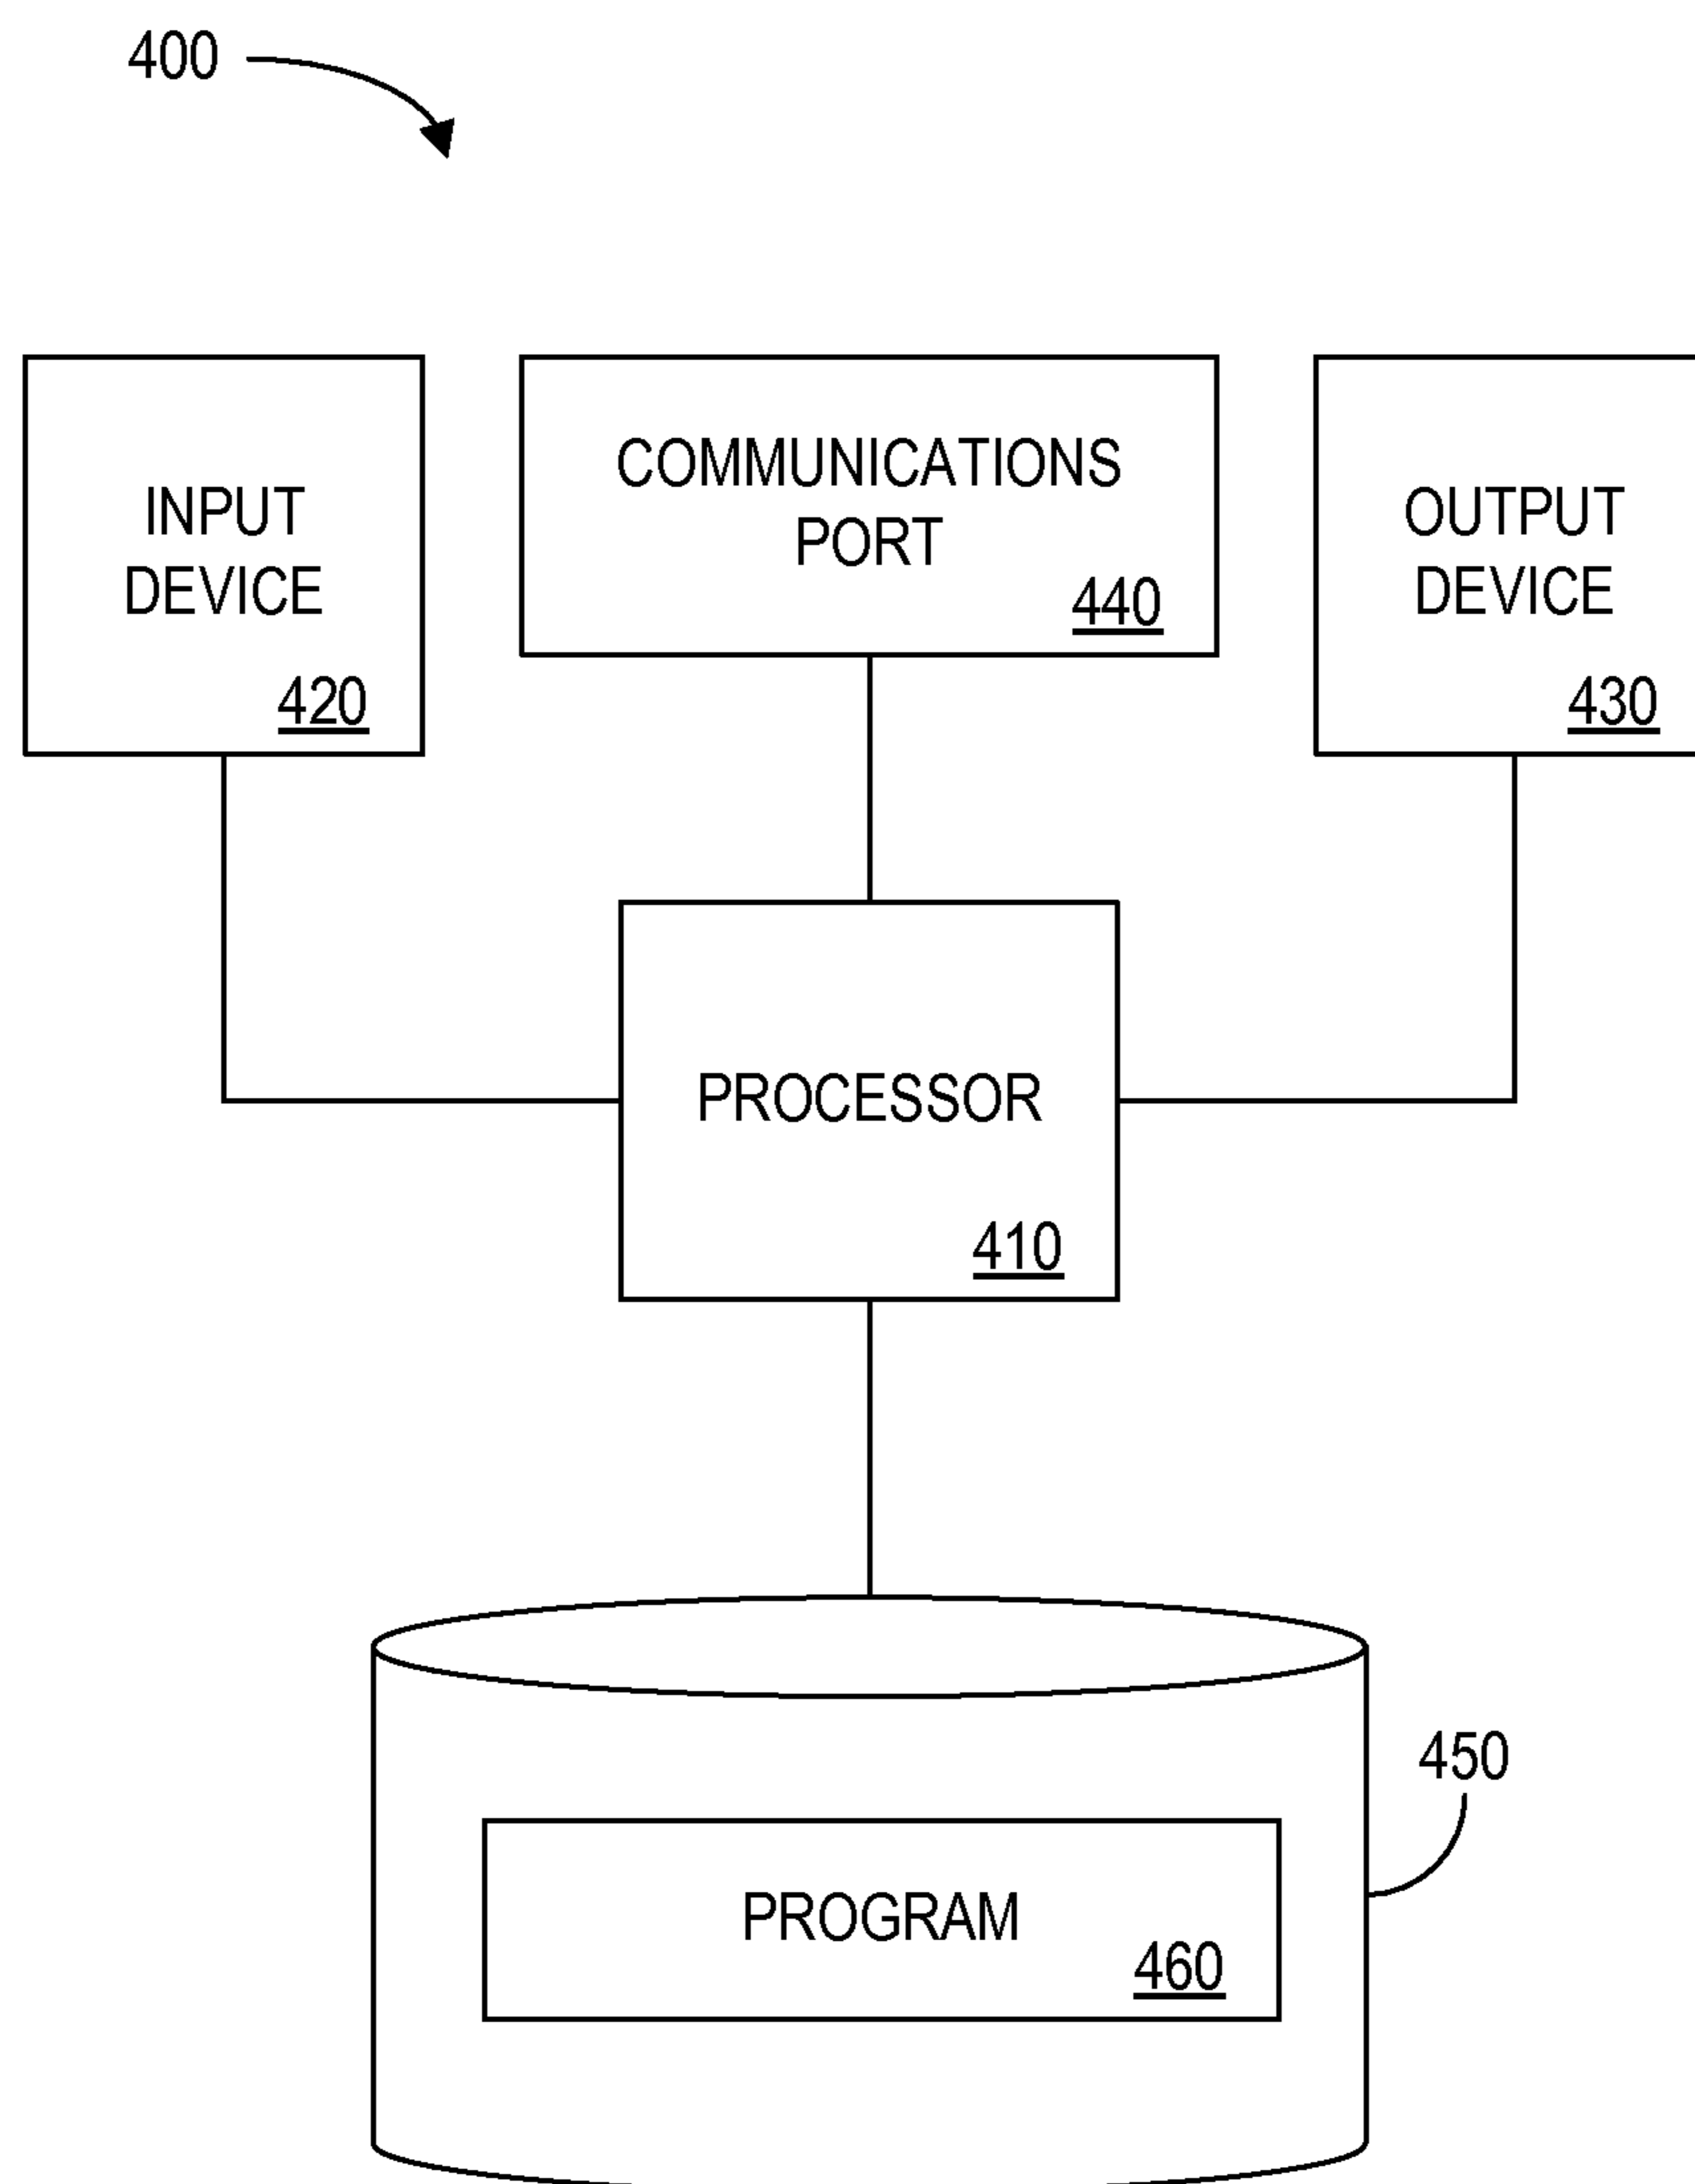 400
INPUT
DEVICE
420
COMMUNICATIONS
PORT
440
OUTPUT
DEVICE
430
PROCESSOR
410
450
PROGRAM
460